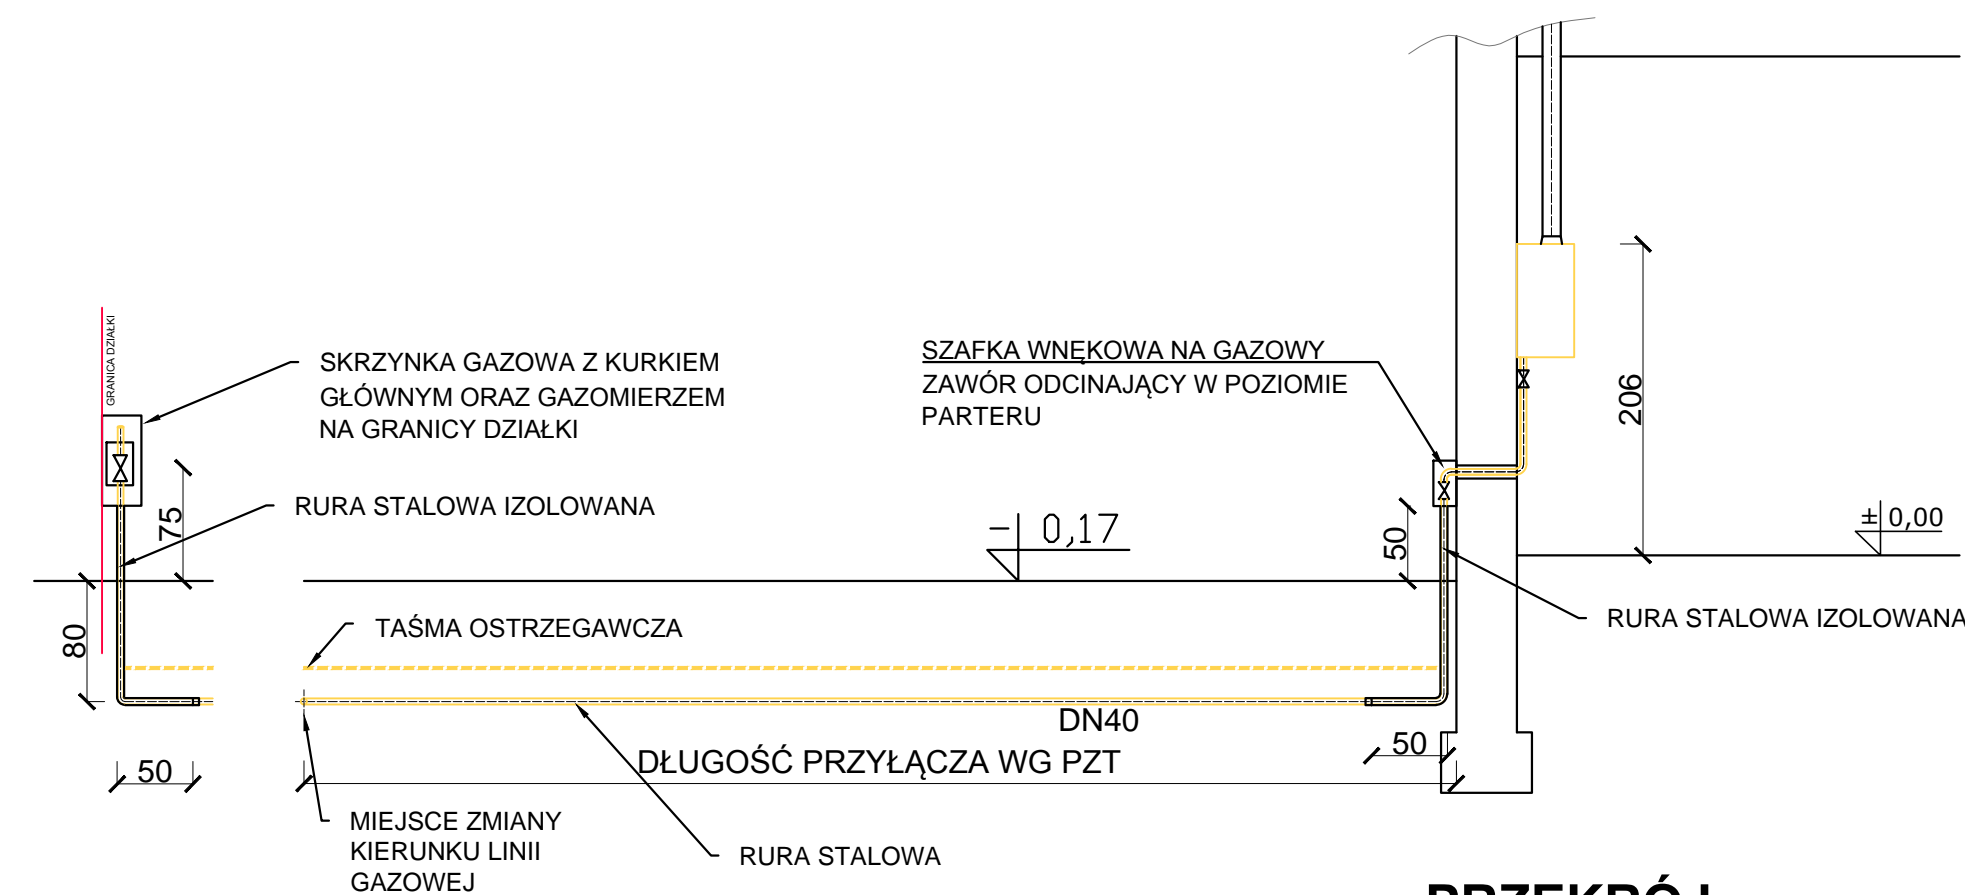 GRANICA DZIAŁKI
SKRZYNKA GAZOWA Z KURKIEM
GŁÓWNYM ORAZ GAZOMIERZEM
NA GRANICY DZIAŁKI
SZAFKA WNĘKOWA NA GAZOWY
ZAWÓR ODCINAJĄCY W POZIOMIE
PARTERU
206
75
RURA STALOWA IZOLOWANA
- 0,17
50
± 0,00
80
TAŚMA OSTRZEGAWCZA
RURA STALOWA IZOLOWANA
DN40
50
DŁUGOŚĆ PRZYŁĄCZA WG PZT
50
MIEJSCE ZMIANY
KIERUNKU LINII
GAZOWEJ
RURA STALOWA